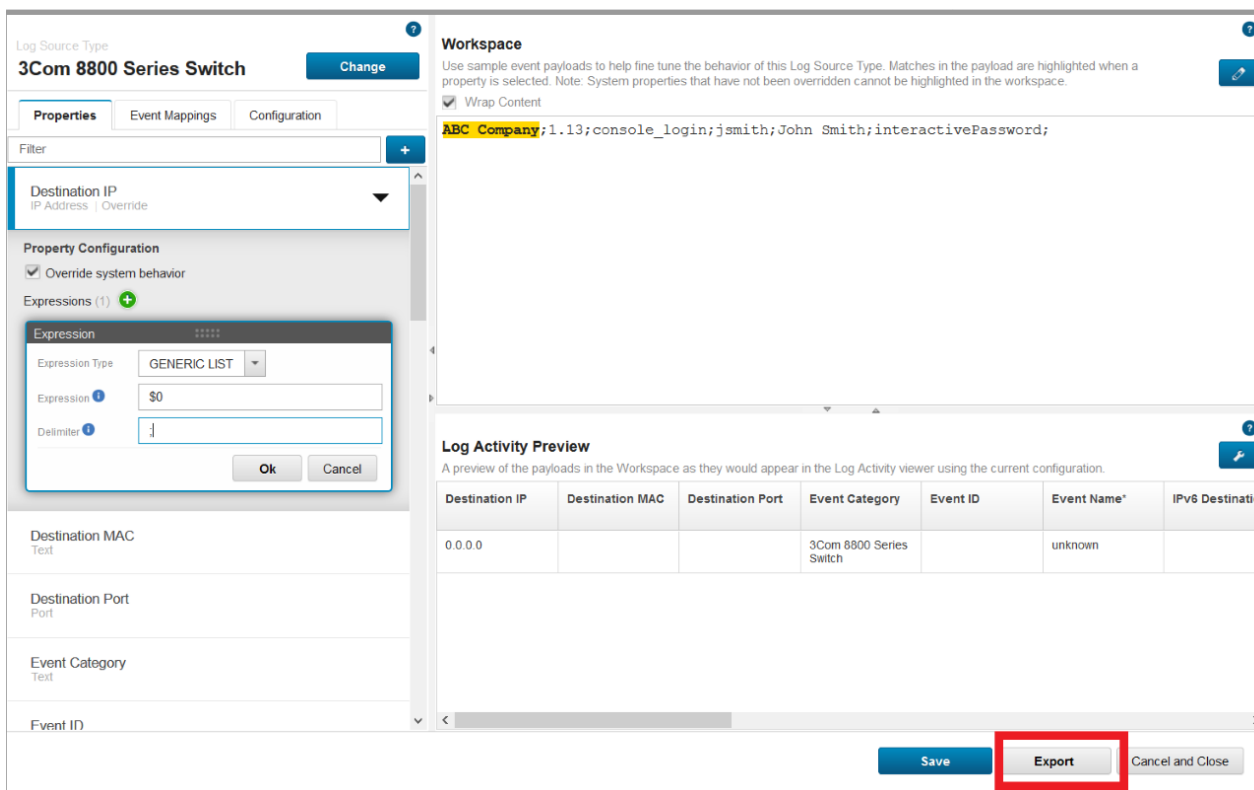 Log Source Type
3Com 8800 Series Switch
Change
Properties
Event Mappings
Configuration
Filter
+
Destination IP
IP Address | Override
Property Configuration
Override system behavior
Expressions (1)
Expression
Expression Type
GENERIC LIST
Expression
$0
Delimiter
;
Ok
Cancel
Destination MAC
Text
Destination Port
Port
Event Category
Text
Event ID
Workspace
Use sample event payloads to help fine tune the behavior of this Log Source Type. Matches in the payload are highlighted when a
property is selected. Note: System properties that have not been overridden cannot be highlighted in the workspace.
Wrap Content
ABC Company;1.13;console_login;jsmith;John Smith;interactivePassword;
Log Activity Preview
A preview of the payloads in the Workspace as they would appear in the Log Activity viewer using the current configuration.
Destination IP Destination MAC Destination Port Event Category Event ID Event Name* IPv6 Destinati
0.0.0.0 3Com 8800 Series unknown
Switch
Save
Export
Cancel and Close